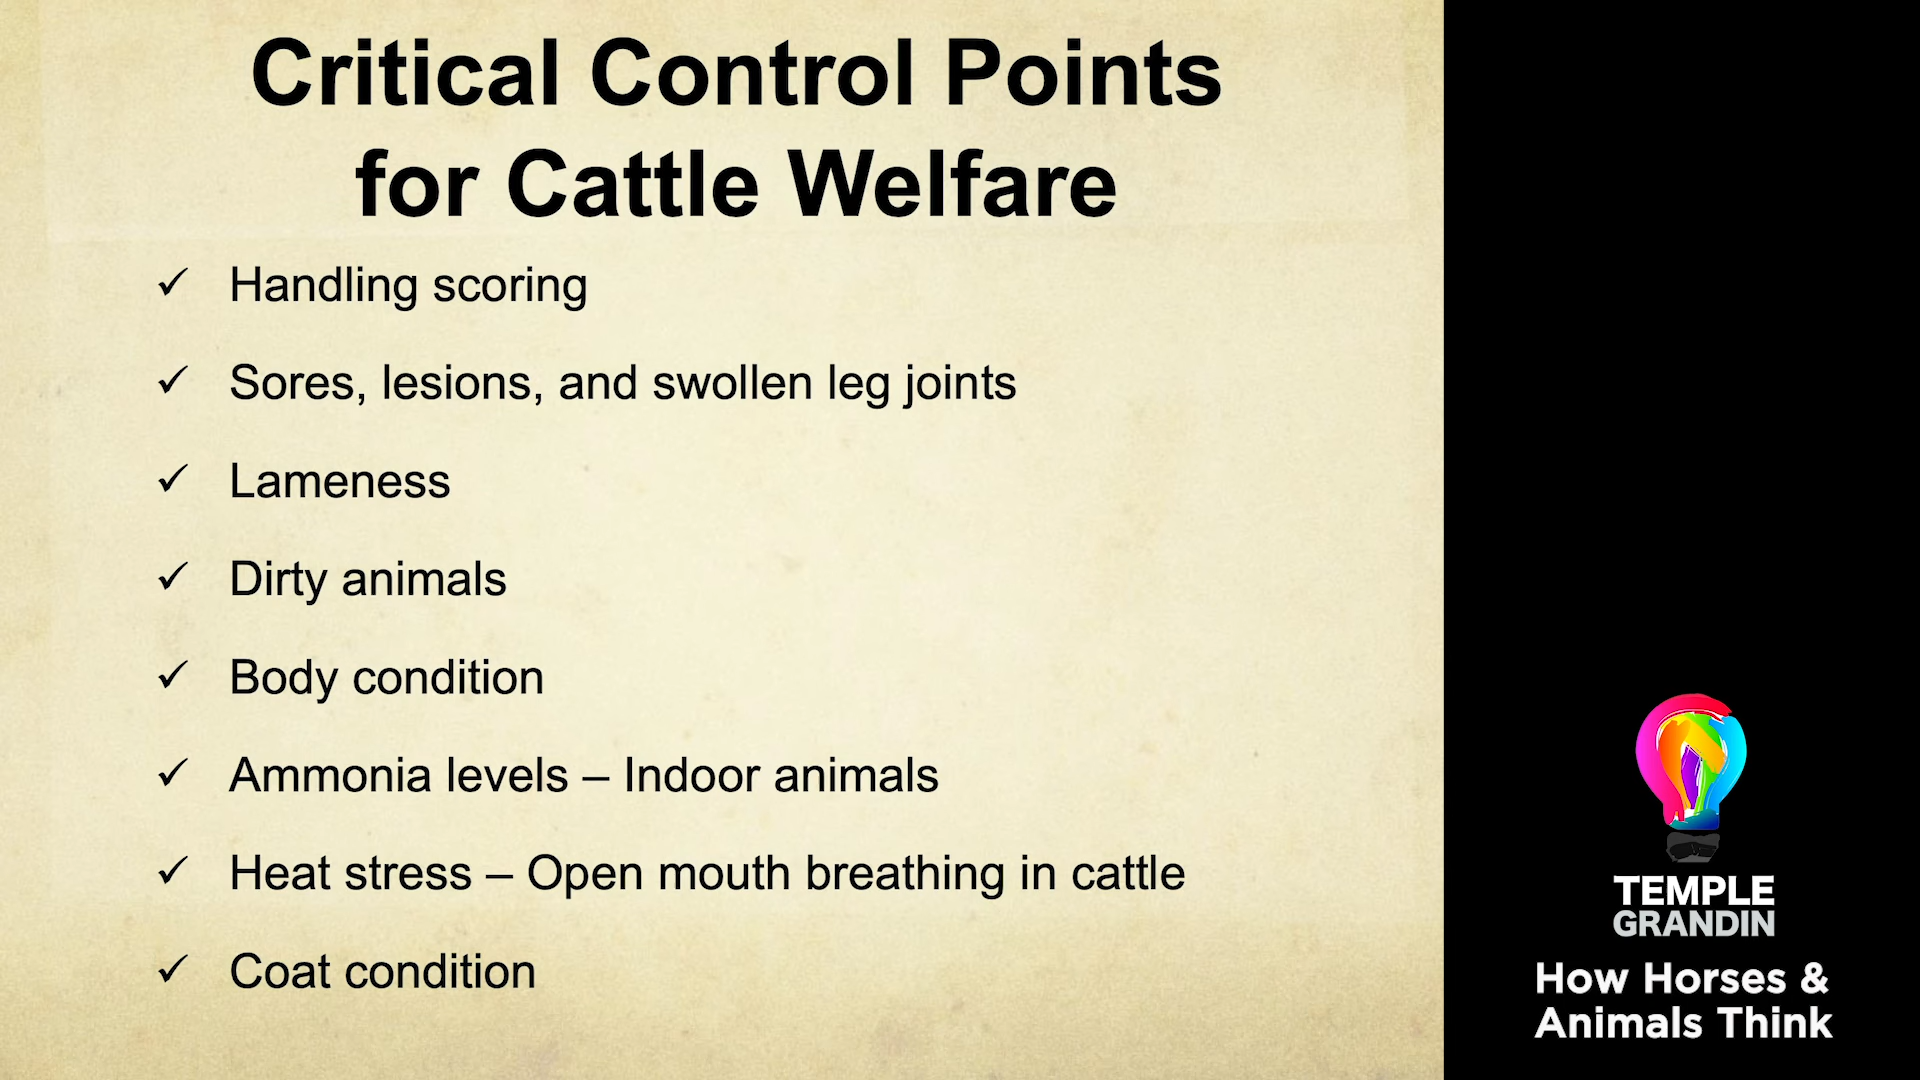 Critical Control Points
for Cattle Welfare
✓ Handling scoring
✓ Sores, lesions, and swollen leg joints
✓ Lameness
✓ Dirty animals
✓ Body condition
✓ Ammonia levels – Indoor animals
✓ Heat stress – Open mouth breathing in cattle
✓ Coat condition
TEMPLE
GRANDIN
How Horses &
Animals Think